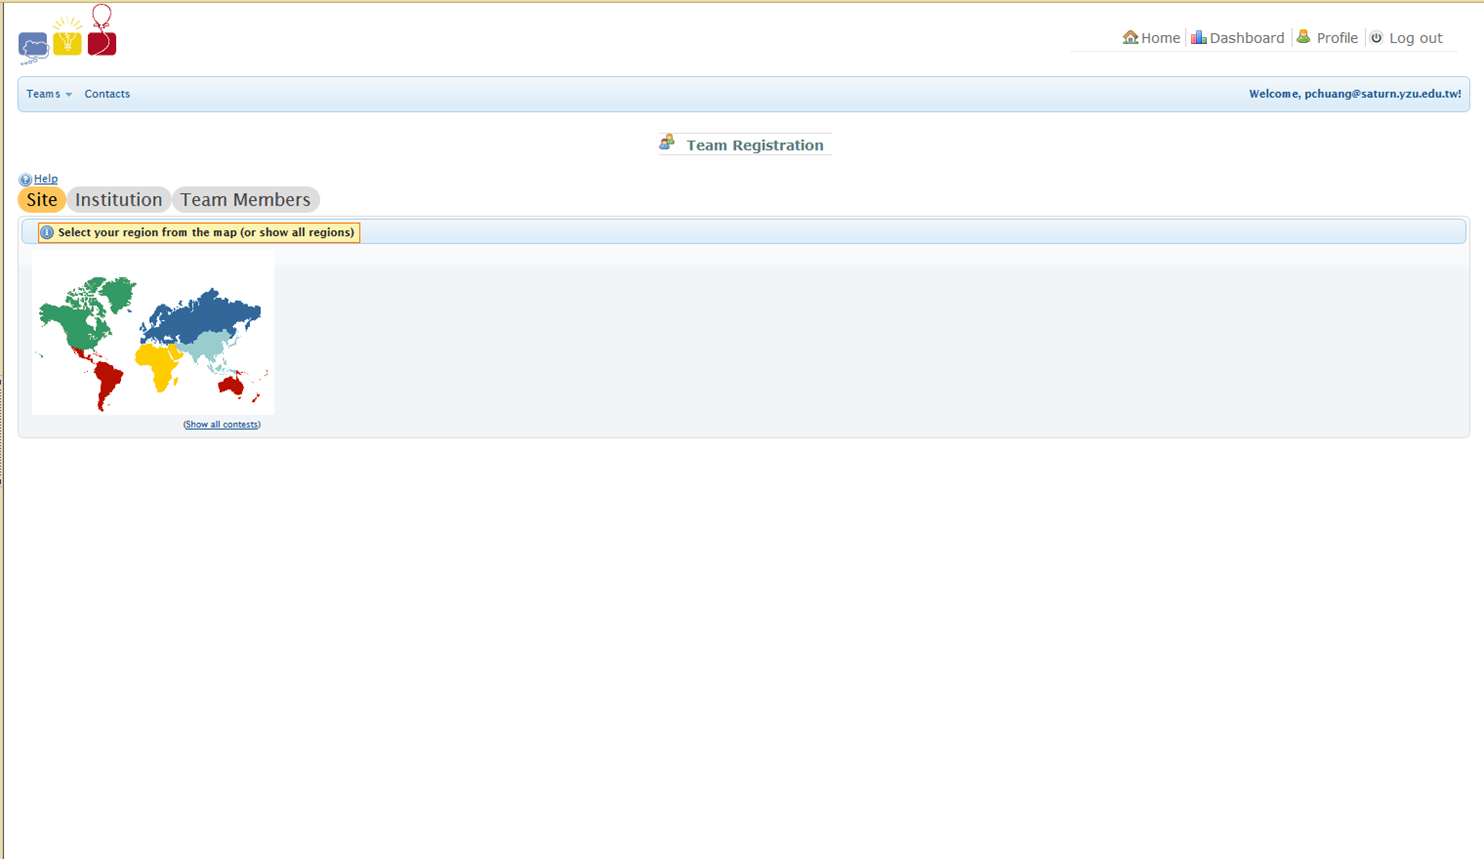 Home Dashboard Profile Log out
Teams Contacts Welcome, pchuang@saturn.yzu.edu.tw!
Team Registration
Help
Site Institution Team Members
Select your region from the map (or show all regions)
(Show all contests)